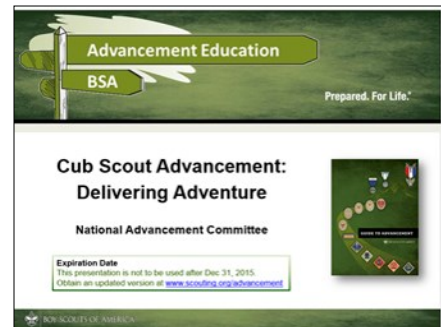 Advancement Education
BSA
Prepared. For Life.®
Cub Scout Advancement:
Delivering Adventure
National Advancement Committee
GUIDE TO ADVANCEMENT
Expiration Date
This presentation is not to be used after Dec 31, 2015.
Obtain an updated version at www.scouting.org/advancement
BOY SCOUTS OF AMERICA